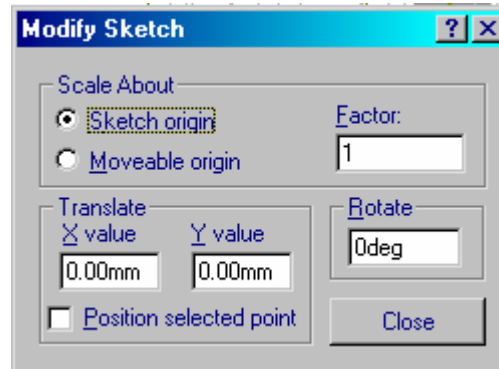 Modify Sketch
Scale About
Sketch origin
Factor:
1
Moveable origin
Translate
X value
Y value
0.00mm
0.00mm
Position selected point
Rotate
0deg
Close